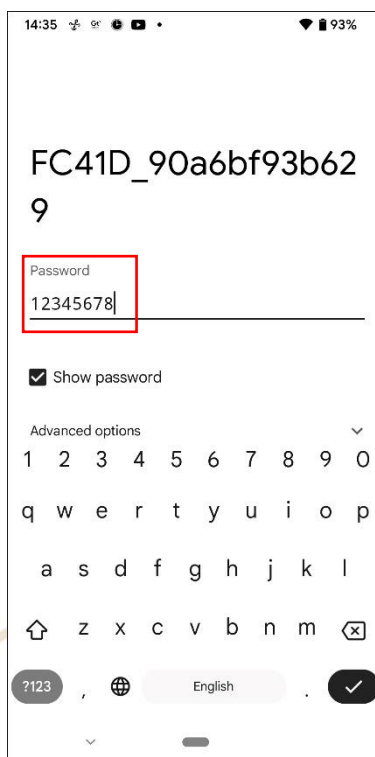 14:35 93%
FC41D_90a6bf93b62
9
Password
12345678
Show password
Advanced options
1 2 3 4 5 6 7 8 9 0
q w e r t y u i o p
a s d f g h j k l
z x c v b n m
?123 , English .